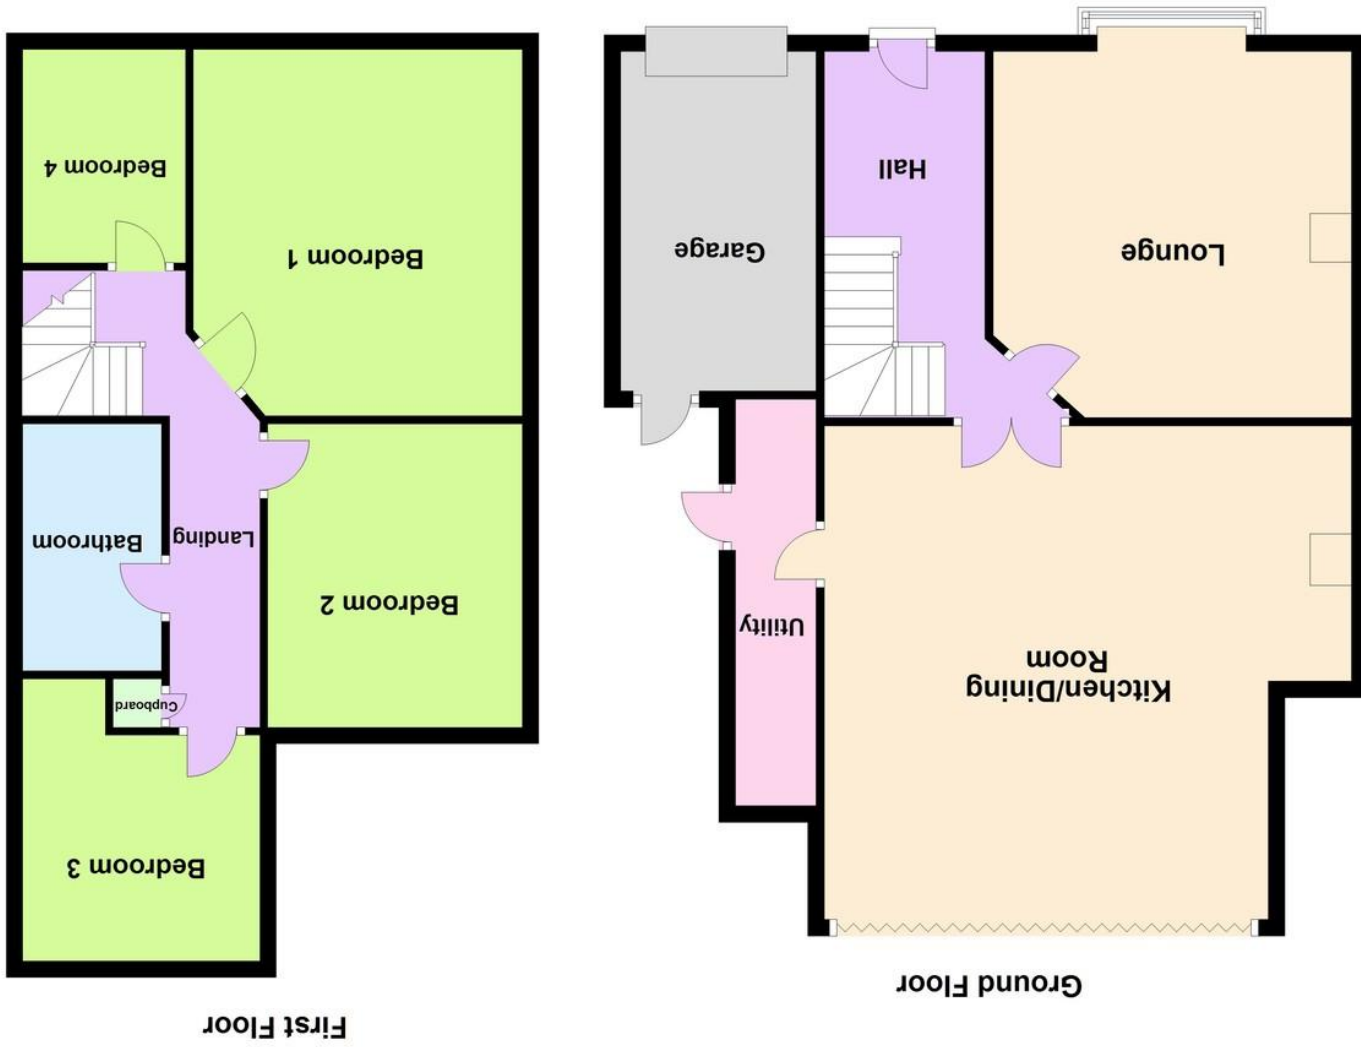 Ground Floor
Kitchen/Dining
Room
Utility
Lounge
Garage
Hall
First Floor
Bedroom 3
Cupboard
Bedroom 2
Landing
Bathroom
Bedroom 1
Bedroom 4